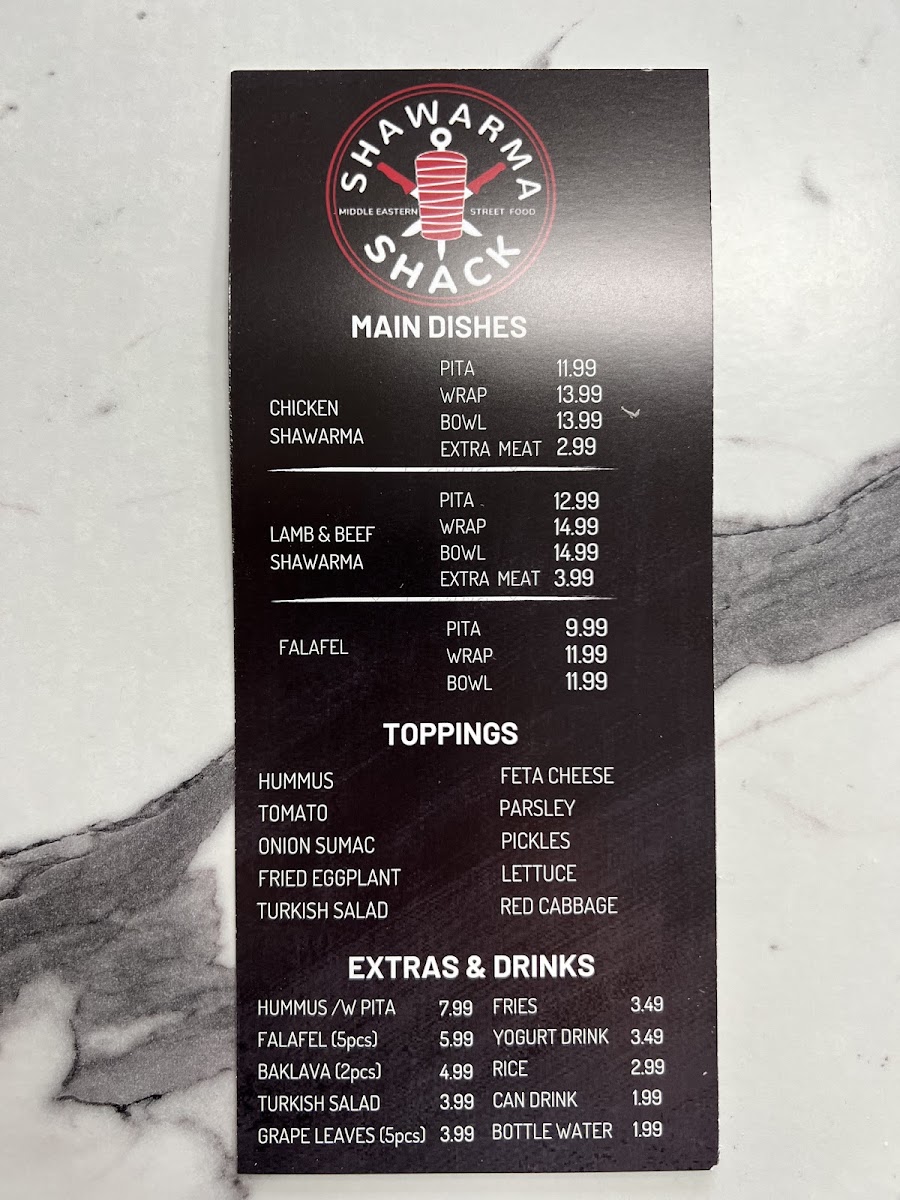 SHAWARMA
MIDDLE EASTERN STREET FOOD
SHACK
MAIN DISHES
CHICKEN
SHAWARMA
PITA 11.99
WRAP 13.99
BOWL 13.99
EXTRA MEAT 2.99
LAMB & BEEF
SHAWARMA
PITA 12.99
WRAP 14.99
BOWL 14.99
EXTRA MEAT 3.99
FALAFEL
PITA 9.99
WRAP 11.99
BOWL 11.99
TOPPINGS
HUMMUS
TOMATO
ONION SUMAC
FRIED EGGPLANT
TURKISH SALAD
FETA CHEESE
PARSLEY
PICKLES
LETTUCE
RED CABBAGE
EXTRAS & DRINKS
HUMMUS /W PITA 7.99
FALAFEL (5pcs) 5.99
BAKLAVA (2pcs) 4.99
TURKISH SALAD 3.99
GRAPE LEAVES (5pcs) 3.99
FRIES 3.49
YOGURT DRINK 3.49
RICE 2.99
CAN DRINK 1.99
BOTTLE WATER 1.99